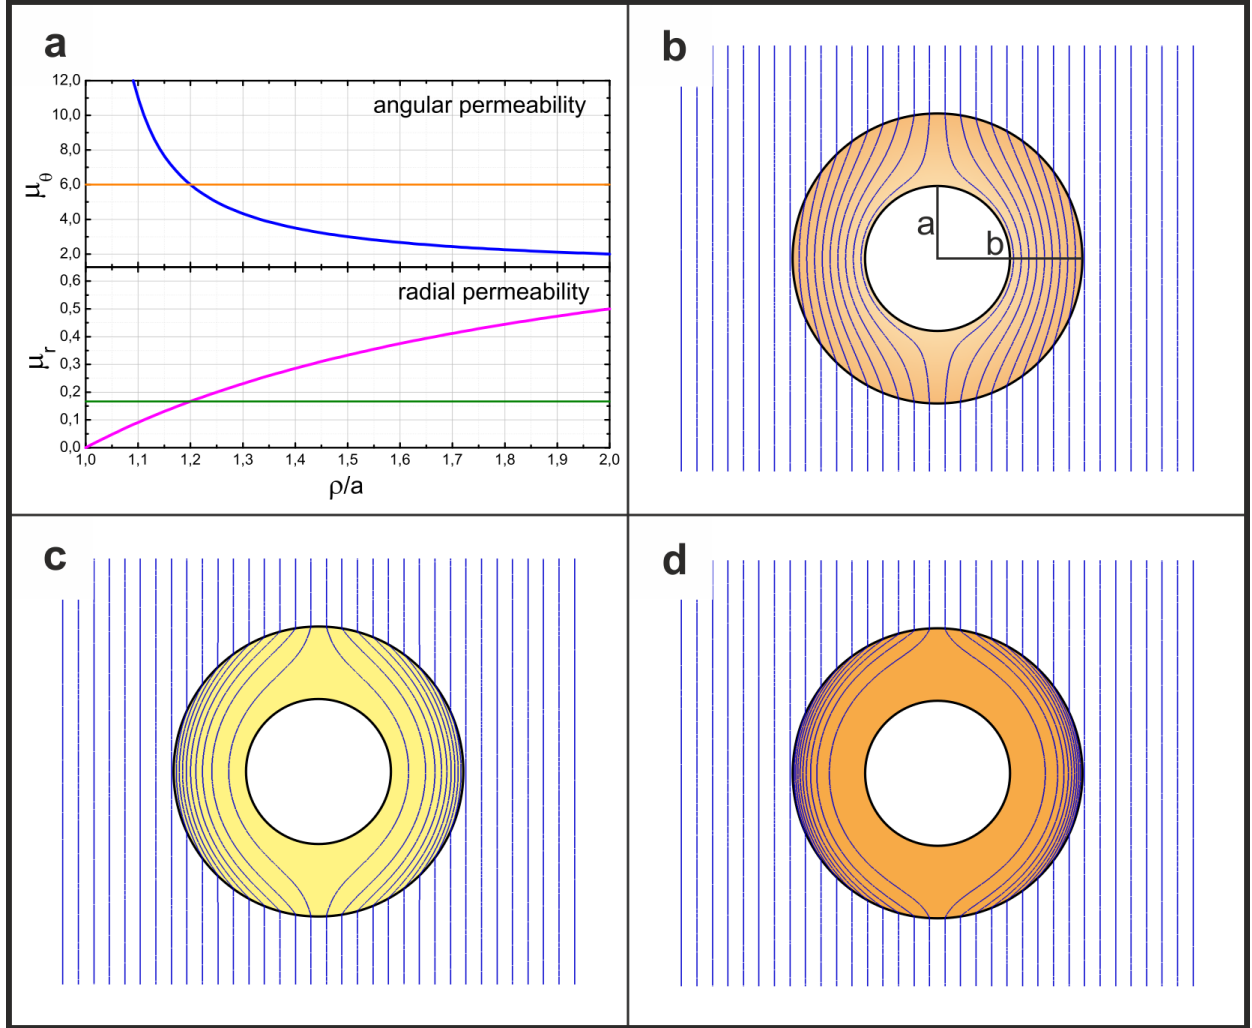 a
angular permeability
12,0
10,0
8,0
6,0
4,0
2,0
μθ
radial permeability
0,6
0,5
0,4
0,3
0,2
0,1
0,0
μr
1,0 1,1 1,2 1,3 1,4 1,5 1,6 1,7 1,8 1,9 2,0
ρ/a
b
a
b
c
d